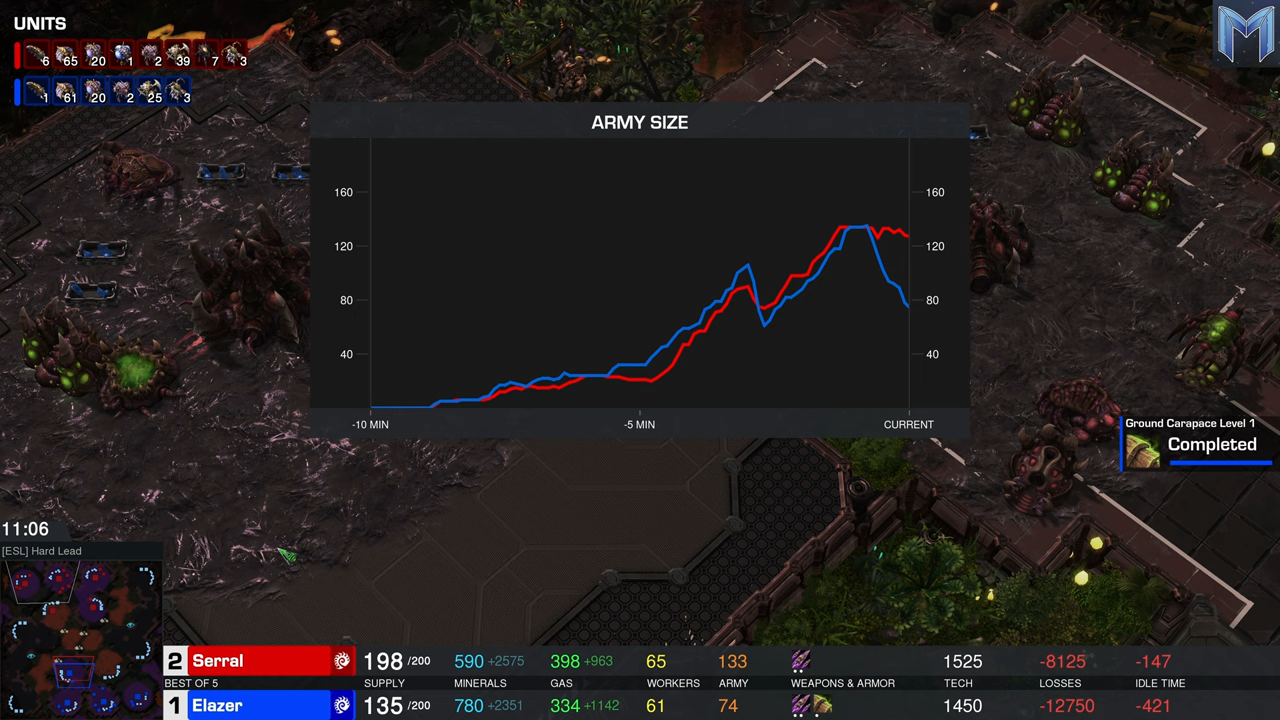 UNITS
6 65 20 1 2 39 7 3
1 61 20 2 25 3
ARMY SIZE
160 160
120 120
80 80
40 40
-10 MIN -5 MIN CURRENT
Ground Carapace Level 1
Completed
11:06
[ESL] Hard Lead
2 Serral 198 /200 590 +2575 398 +963 65 133 1525 -8125 -147
BEST OF 5 SUPPLY MINERALS GAS WORKERS ARMY WEAPONS & ARMOR TECH LOSSES IDLE TIME
1 Elazer 135 /200 780 +2351 334 +1142 61 74 1450 -12750 -421